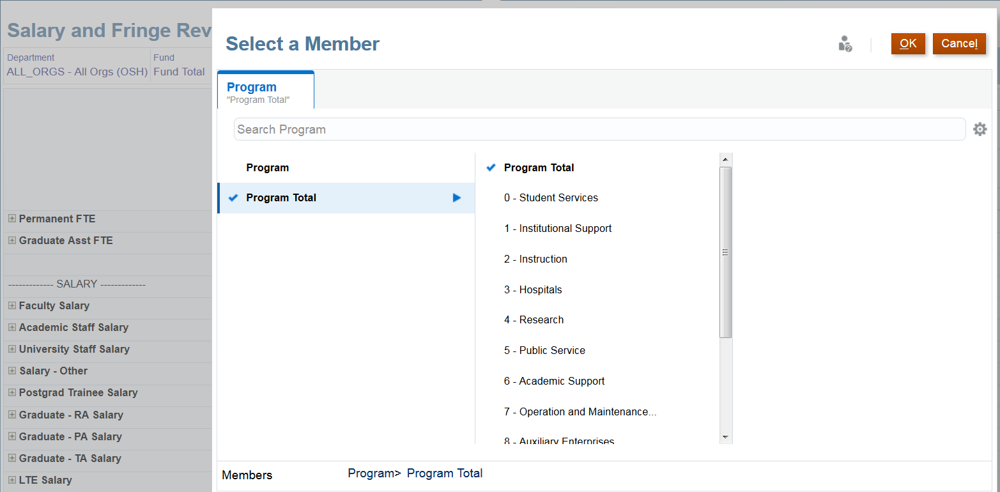 Salary and Fringe Rev
Department
Fund
ALL_ORGS - All Orgs (OSH)
Fund Total
Permanent FTE
Graduate Asst FTE
------------- SALARY -------------
Faculty Salary
Academic Staff Salary
University Staff Salary
Salary - Other
Postgrad Trainee Salary
Graduate - RA Salary
Graduate - PA Salary
Graduate - TA Salary
LTE Salary
Select a Member
OK
Cancel
Program
"Program Total"
Search Program
Program
Program Total
Program Total
0 - Student Services
1 - Institutional Support
2 - Instruction
3 - Hospitals
4 - Research
5 - Public Service
6 - Academic Support
7 - Operation and Maintenance...
8 - Auxiliary Enterprises
Members
Program> Program Total